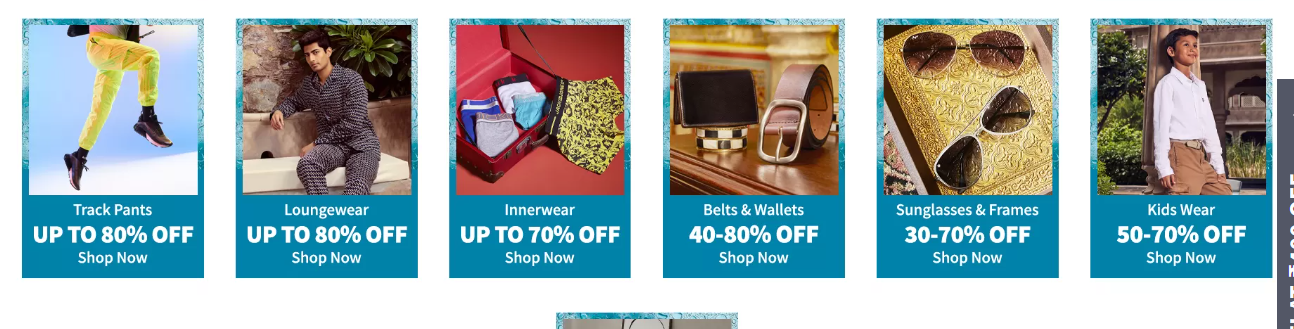 Track Pants
UP TO 80% OFF
Shop Now
Loungewear
UP TO 80% OFF
Shop Now
Innerwear
UP TO 70% OFF
Shop Now
Belts & Wallets
40-80% OFF
Shop Now
Sunglasses & Frames
30-70% OFF
Shop Now
Kids Wear
50-70% OFF
Shop Now